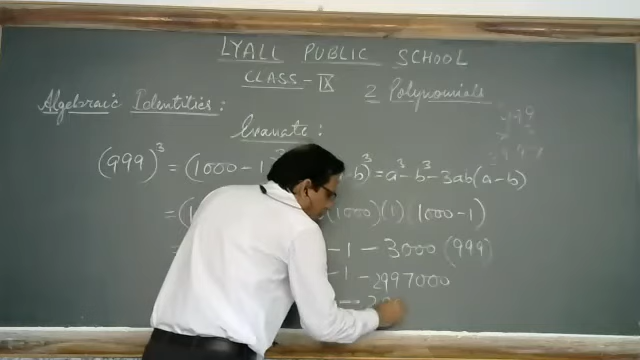 LYALL PUBLIC SCHOOL
CLASS - IX
2 Polynomials
Algebraic Identities :
Evaluate :
(999)³ = (1000 - 1 - b)³ = a³ - b³ - 3ab(a - b)
= (1 (1000)(1) (1000 - 1)
= - 1 - 3000 (999)
- 1 - 2997000